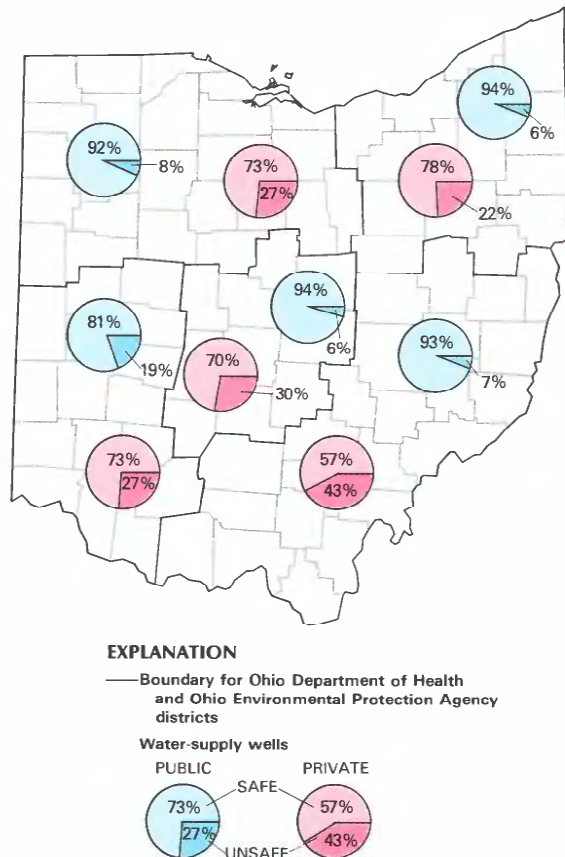 94%
6%
92%
8%
73%
27%
78%
22%
94%
6%
81%
19%
93%
7%
70%
30%
73%
27%
57%
43%
EXPLANATION
Boundary for Ohio Department of Health
and Ohio Environmental Protection Agency
districts
Water-supply wells
PUBLIC PRIVATE
SAFE
73% 57%
27% 43%
UNSAFE